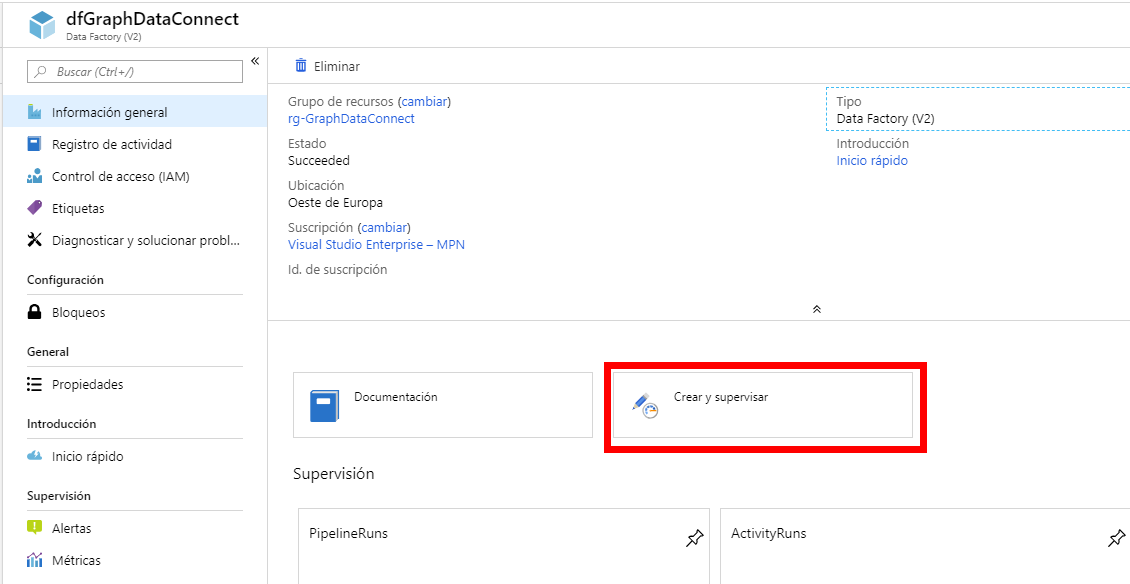 dfGraphDataConnect
Data Factory (V2)
Buscar (Ctrl+/)
«
Información general
Registro de actividad
Control de acceso (IAM)
Etiquetas
Diagnosticar y solucionar probl...
Configuración
Bloqueos
General
Propiedades
Introducción
Inicio rápido
Supervisión
Alertas
Métricas
Eliminar
Grupo de recursos (cambiar)
rg-GraphDataConnect
Estado
Succeeded
Ubicación
Oeste de Europa
Suscripción (cambiar)
Visual Studio Enterprise – MPN
Id. de suscripción
Tipo
Data Factory (V2)
Introducción
Inicio rápido
Documentación
Crear y supervisar
Supervisión
PipelineRuns
ActivityRuns